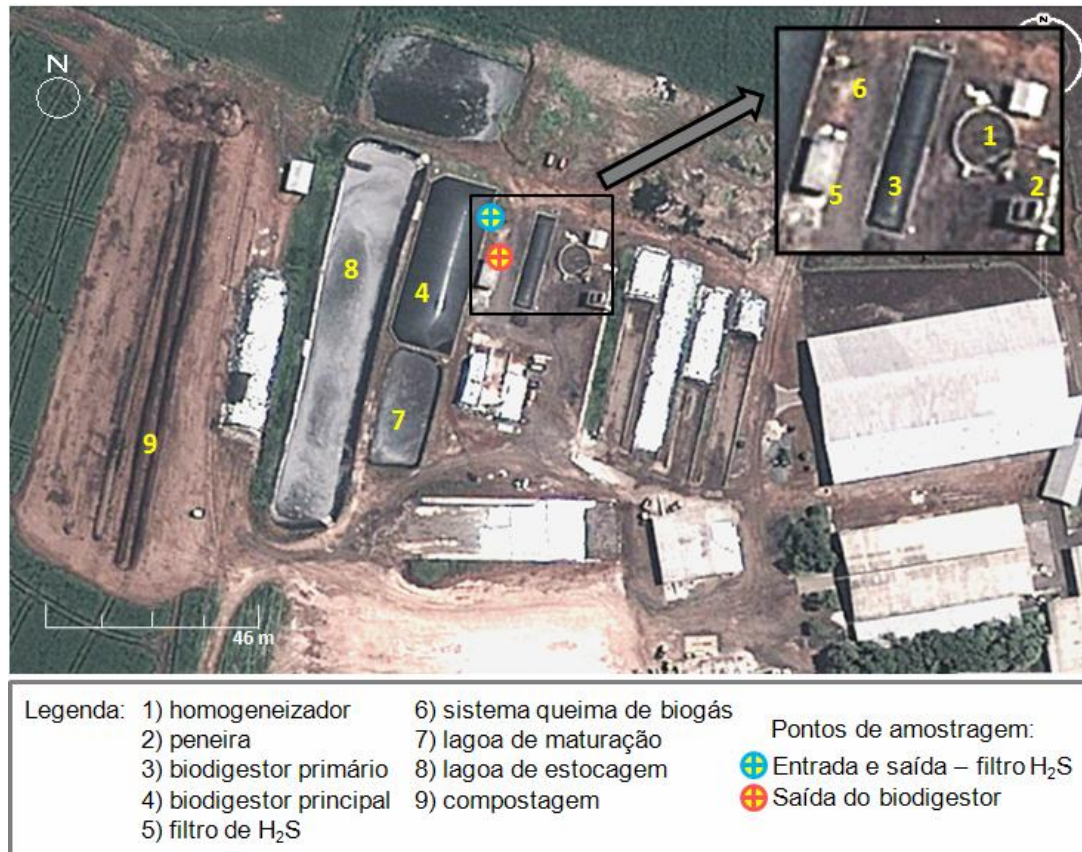 N
N
6
1
5
3
2
8
4
7
9
46 m
Legenda:
1) homogeneizador
2) peneira
3) biodigestor primário
4) biodigestor principal
5) filtro de H₂S
6) sistema queima de biogás
7) lagoa de maturação
8) lagoa de estocagem
9) compostagem
Pontos de amostragem:
Entrada e saída – filtro H₂S
Saída do biodigestor